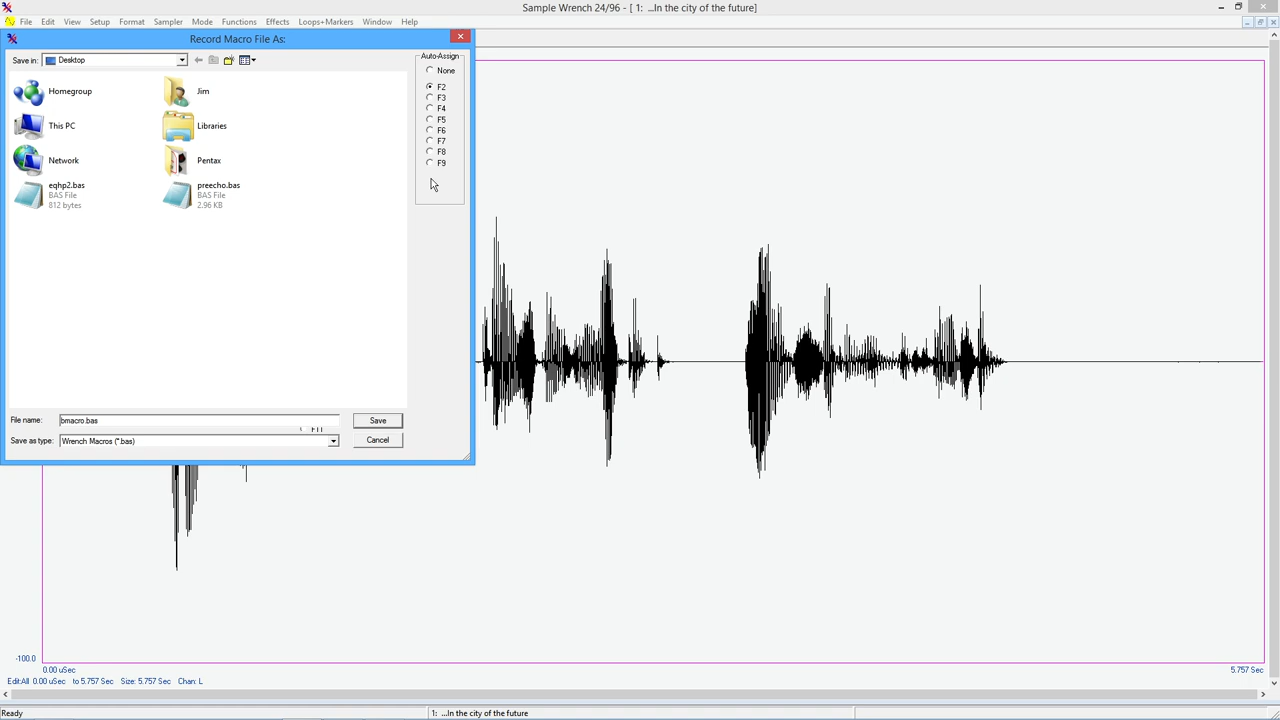 Sample Wrench 24/96 - [ 1: ...In the city of the future]
File Edit View Setup Format Sampler Mode Functions Effects Loops+Markers Window Help
Record Macro File As:
Save in: Desktop
Auto-Assign
None
F2
F3
F4
F5
F6
F7
F8
F9
Homegroup
Jim
This PC
Libraries
Network
Pentax
eqhp2.bas
BAS File
812 bytes
preecho.bas
BAS File
2.96 KB
File name: bmacro.bas
Save
Save as type: Wrench Macros (*.bas)
Cancel
-100.0
0.00 uSec
5.757 Sec
Edit:All 0.00 uSec to 5.757 Sec Size: 5.757 Sec Chan: L
Ready
1: ...In the city of the future